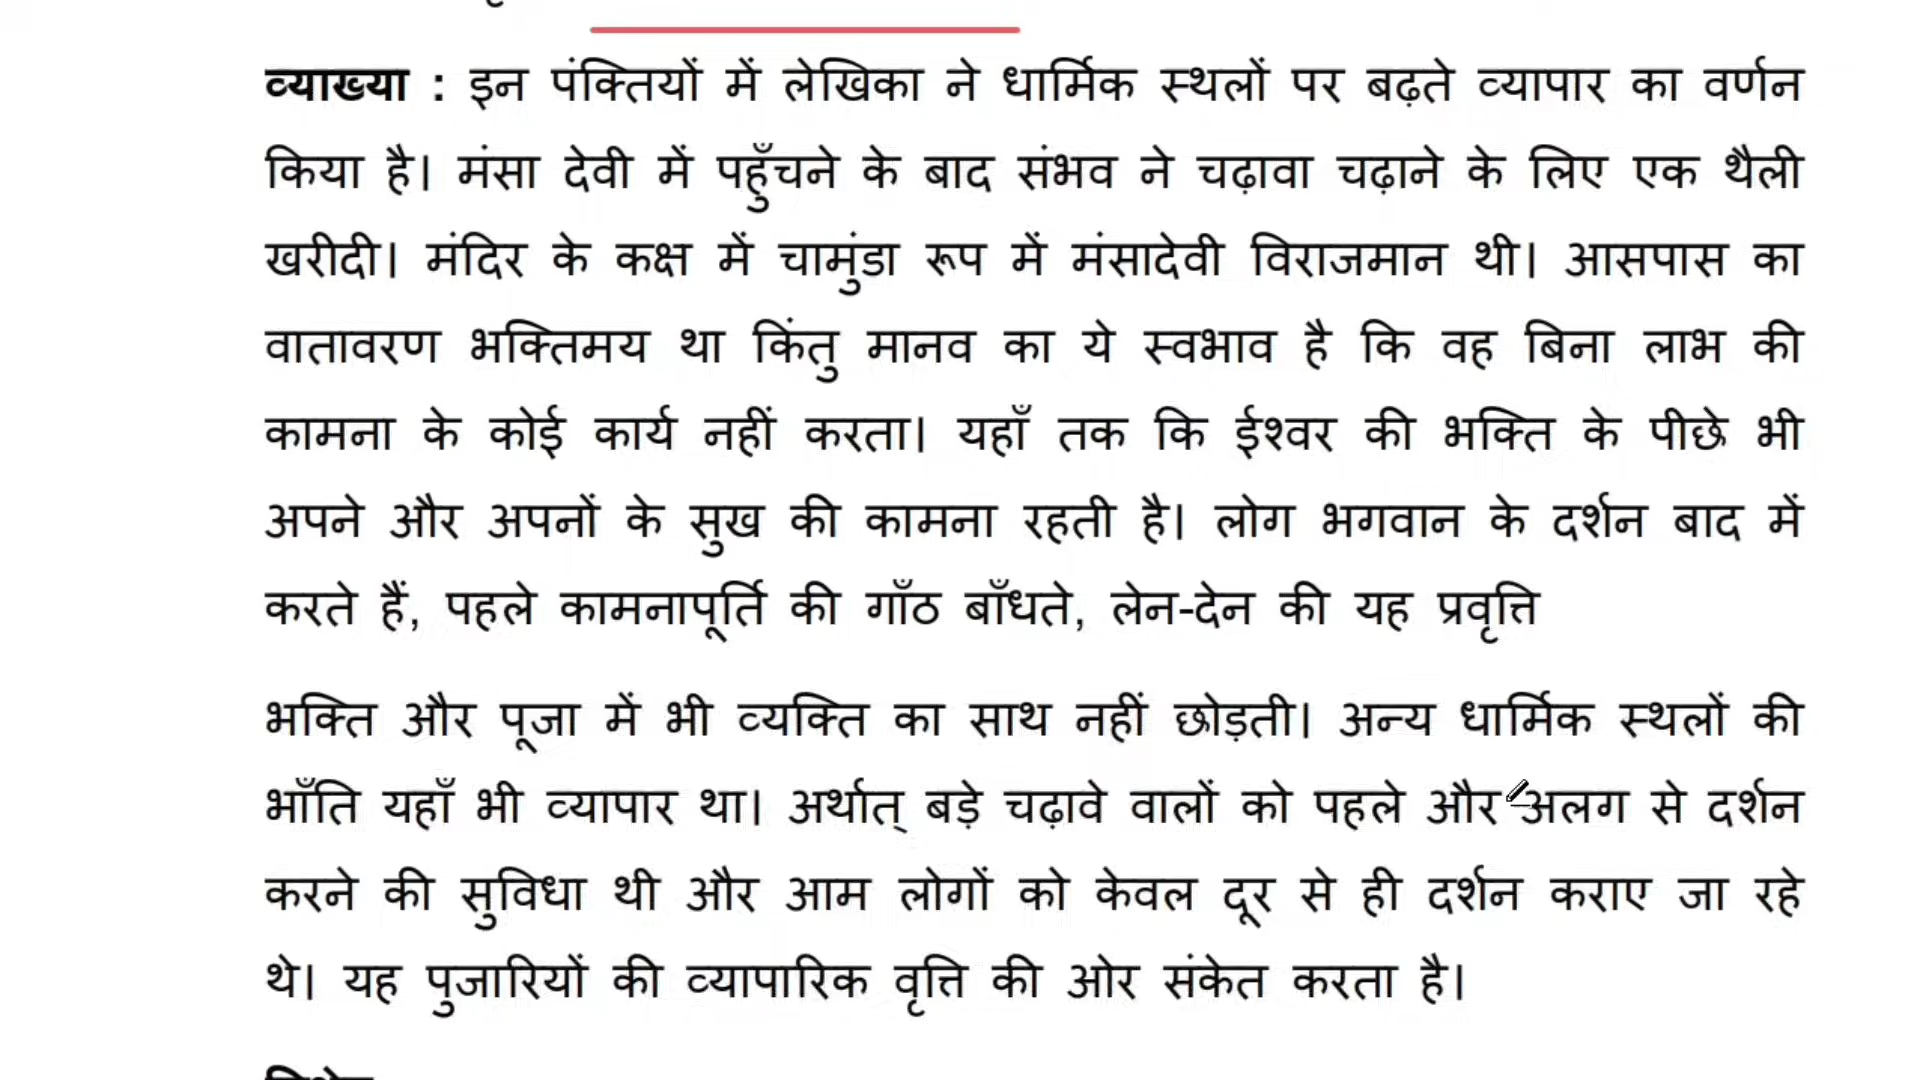 व्याख्या : इन पंक्तियों में लेखिका ने धार्मिक स्थलों पर बढ़ते व्यापार का वर्णन
किया है। मंसा देवी में पहुँचने के बाद संभव ने चढ़ावा चढ़ाने के लिए एक थैली
खरीदी। मंदिर के कक्ष में चामुंडा रूप में मंसादेवी विराजमान थी। आसपास का
वातावरण भक्तिमय था किंतु मानव का ये स्वभाव है कि वह बिना लाभ की
कामना के कोई कार्य नहीं करता। यहाँ तक कि ईश्वर की भक्ति के पीछे भी
अपने और अपनों के सुख की कामना रहती है। लोग भगवान के दर्शन बाद में
करते हैं, पहले कामनापूर्ति की गाँठ बाँधते, लेन-देन की यह प्रवृत्ति
भक्ति और पूजा में भी व्यक्ति का साथ नहीं छोड़ती। अन्य धार्मिक स्थलों की
भाँति यहाँ भी व्यापार था। अर्थात् बड़े चढ़ावे वालों को पहले और अलग से दर्शन
करने की सुविधा थी और आम लोगों को केवल दूर से ही दर्शन कराए जा रहे
थे। यह पुजारियों की व्यापारिक वृत्ति की ओर संकेत करता है।